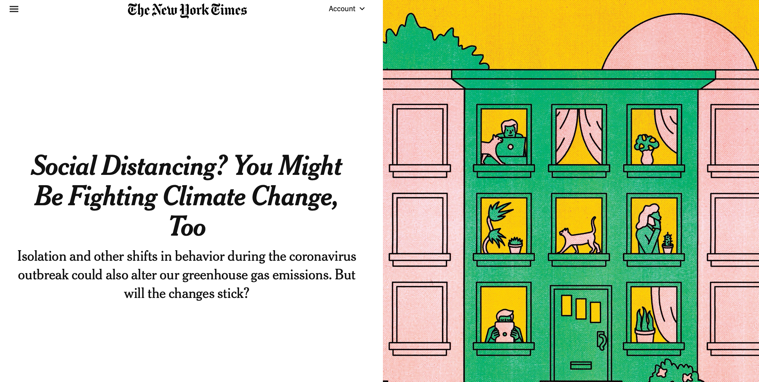 The New York Times
Account
Social Distancing? You Might
Be Fighting Climate Change,
Too
Isolation and other shifts in behavior during the coronavirus
outbreak could also alter our greenhouse gas emissions. But
will the changes stick?